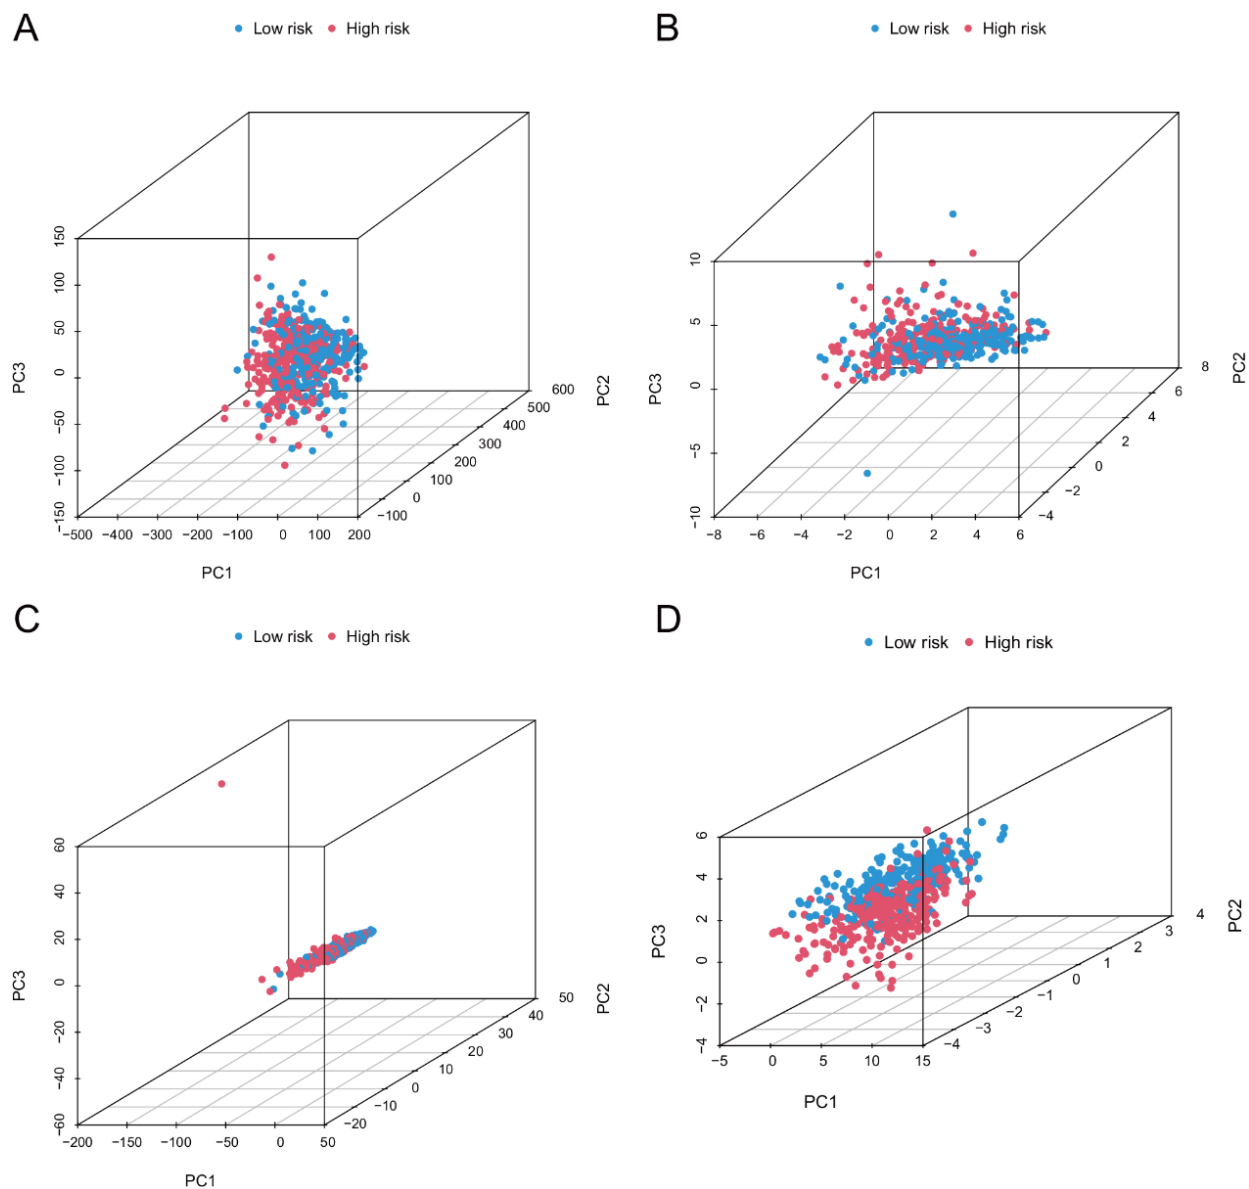 A
Low risk High risk
PC3
150
100
50
0
−50
−100
−150
−500 −400 −300 −200 −100 0 100 200
PC1
−100
0
100
200
300
400
500
600
PC2
B
Low risk High risk
PC3
10
5
0
−5
−10
−8 −6 −4 −2 0 2 4 6
PC1
−4
−2
0
2
4
6
8
PC2
C
Low risk High risk
PC3
60
40
20
0
−20
−40
−60
−200 −150 −100 −50 0 50
PC1
−20
−10
0
10
20
30
40
50
PC2
D
Low risk High risk
PC3
6
4
2
0
−2
−4
−5 0 5 10 15
PC1
−4
−3
−2
−1
0
1
2
3
4
PC2